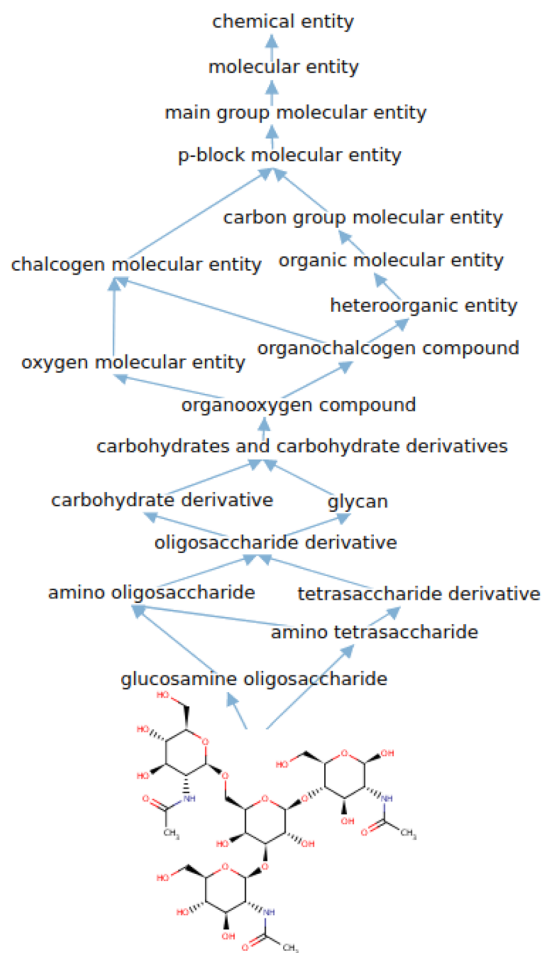 chemical entity
molecular entity
main group molecular entity
p-block molecular entity
carbon group molecular entity
chalcogen molecular entity
organic molecular entity
heteroorganic entity
organochalcogen compound
oxygen molecular entity
organooxygen compound
carbohydrates and carbohydrate derivatives
carbohydrate derivative
glycan
oligosaccharide derivative
amino oligosaccharide
tetrasaccharide derivative
amino tetrasaccharide
glucosamine oligosaccharide
HO
HO
O
O
OH
HO
HO
O
O
NH
O
O
CH₃
HO
OH
OH
NH
O
CH₃
HO
O
O
HO
OH
NH
O
CH₃